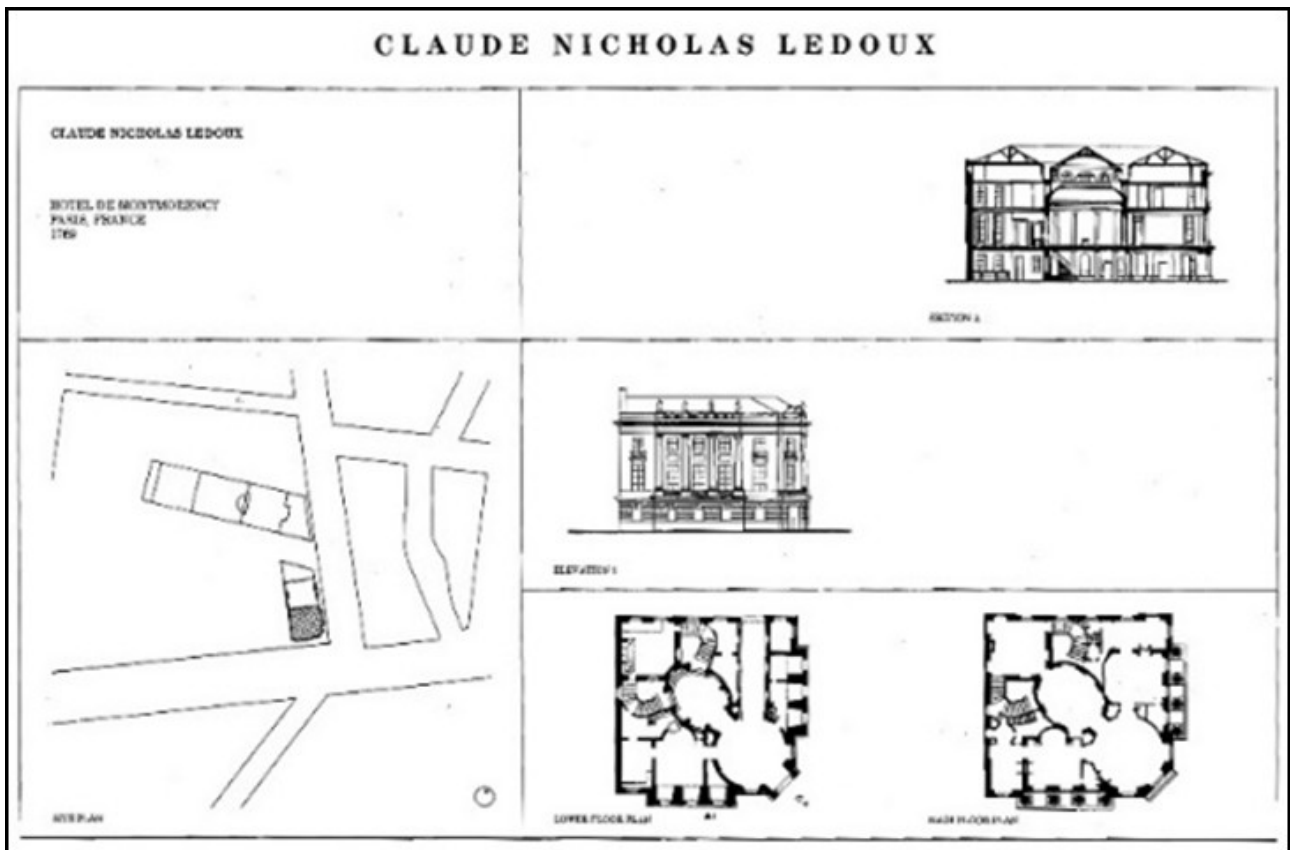 CLAUDE NICHOLAS LEDOUX
CLAUDE NICHOLAS LEDOUX
HOTEL DE MONTMORENCY
PARIS, FRANCE
1769
SECTION A
ELEVATION 1
SITE PLAN
LOWER FLOOR PLAN
MAIN FLOOR PLAN